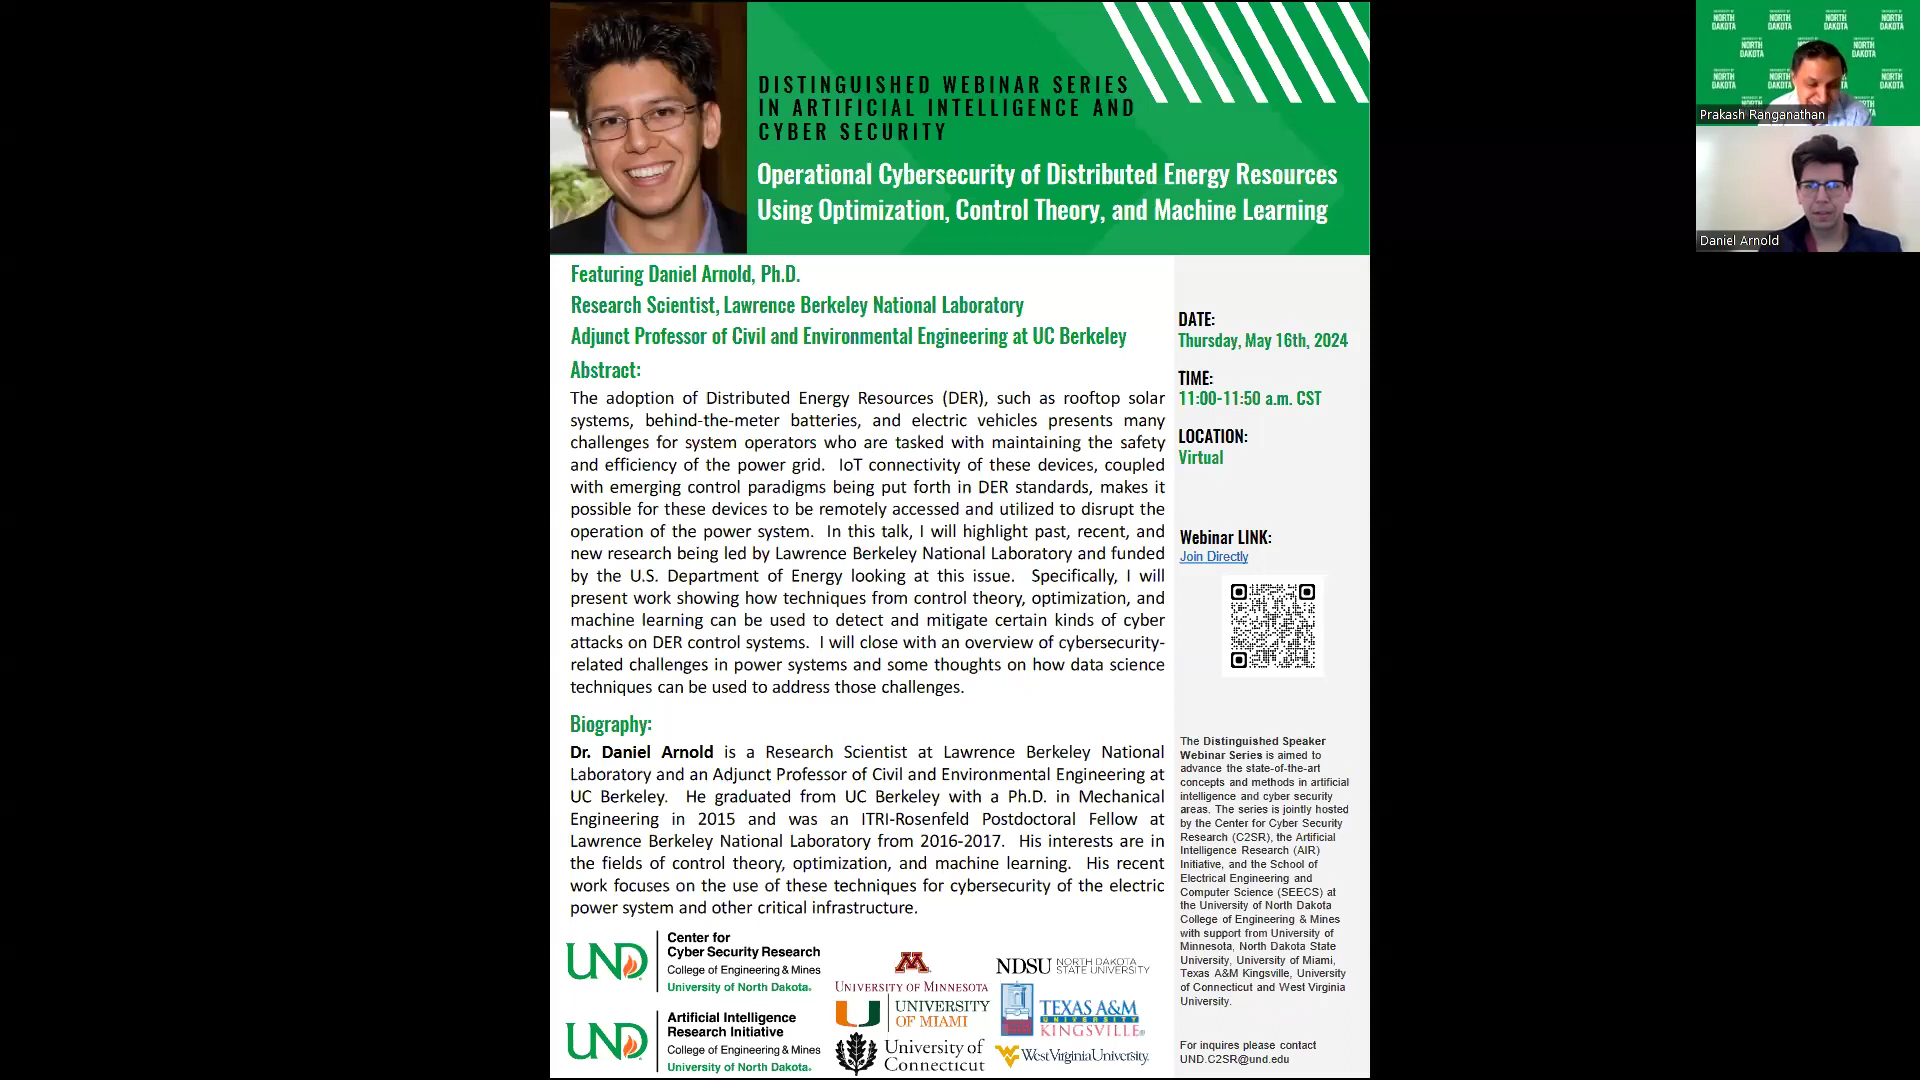 DISTINGUISHED WEBINAR SERIES
IN ARTIFICIAL INTELLIGENCE AND
CYBER SECURITY
Operational Cybersecurity of Distributed Energy Resources
Using Optimization, Control Theory, and Machine Learning
Featuring Daniel Arnold, Ph.D.
Research Scientist, Lawrence Berkeley National Laboratory
Adjunct Professor of Civil and Environmental Engineering at UC Berkeley
Abstract:
The adoption of Distributed Energy Resources (DER), such as rooftop solar
systems, behind-the-meter batteries, and electric vehicles presents many
challenges for system operators who are tasked with maintaining the safety
and efficiency of the power grid. IoT connectivity of these devices, coupled
with emerging control paradigms being put forth in DER standards, makes it
possible for these devices to be remotely accessed and utilized to disrupt the
operation of the power system. In this talk, I will highlight past, recent, and
new research being led by Lawrence Berkeley National Laboratory and funded
by the U.S. Department of Energy looking at this issue. Specifically, I will
present work showing how techniques from control theory, optimization, and
machine learning can be used to detect and mitigate certain kinds of cyber
attacks on DER control systems. I will close with an overview of cybersecurity-
related challenges in power systems and some thoughts on how data science
techniques can be used to address those challenges.
Biography:
Dr. Daniel Arnold is a Research Scientist at Lawrence Berkeley National
Laboratory and an Adjunct Professor of Civil and Environmental Engineering at
UC Berkeley. He graduated from UC Berkeley with a Ph.D. in Mechanical
Engineering in 2015 and was an ITRI-Rosenfeld Postdoctoral Fellow at
Lawrence Berkeley National Laboratory from 2016-2017. His interests are in
the fields of control theory, optimization, and machine learning. His recent
work focuses on the use of these techniques for cybersecurity of the electric
power system and other critical infrastructure.
UND
Center for
Cyber Security Research
College of Engineering & Mines
University of North Dakota.
UND
Artificial Intelligence
Research Initiative
College of Engineering & Mines
University of North Dakota.
M
UNIVERSITY OF MINNESOTA
U
UNIVERSITY
OF MIAMI
University of
Connecticut
NDSU NORTH DAKOTA
STATE UNIVERSITY
TEXAS A&M
UNIVERSITY
KINGSVILLE®
WestVirginiaUniversity.
DATE:
Thursday, May 16th, 2024
TIME:
11:00-11:50 a.m. CST
LOCATION:
Virtual
Webinar LINK:
Join Directly
The Distinguished Speaker
Webinar Series is aimed to
advance the state-of-the-art
concepts and methods in artificial
intelligence and cyber security
areas. The series is jointly hosted
by the Center for Cyber Security
Research (C2SR), the Artificial
Intelligence Research (AIR)
Initiative, and the School of
Electrical Engineering and
Computer Science (SEECS) at
the University of North Dakota
College of Engineering & Mines
with support from University of
Minnesota, North Dakota State
University, University of Miami,
Texas A&M Kingsville, University
of Connecticut and West Virginia
University.
For inquires please contact
UND.C2SR@und.edu
NORTH
DAKOTA
NORTH
DAKOTA
NORTH
DAKOTA
NORTH
DAKOTA
NORTH
DAKOTA
NORTH
DAKOTA
NORTH
DAKOTA
NORTH
DAKOTA
Prakash Ranganathan
Daniel Arnold